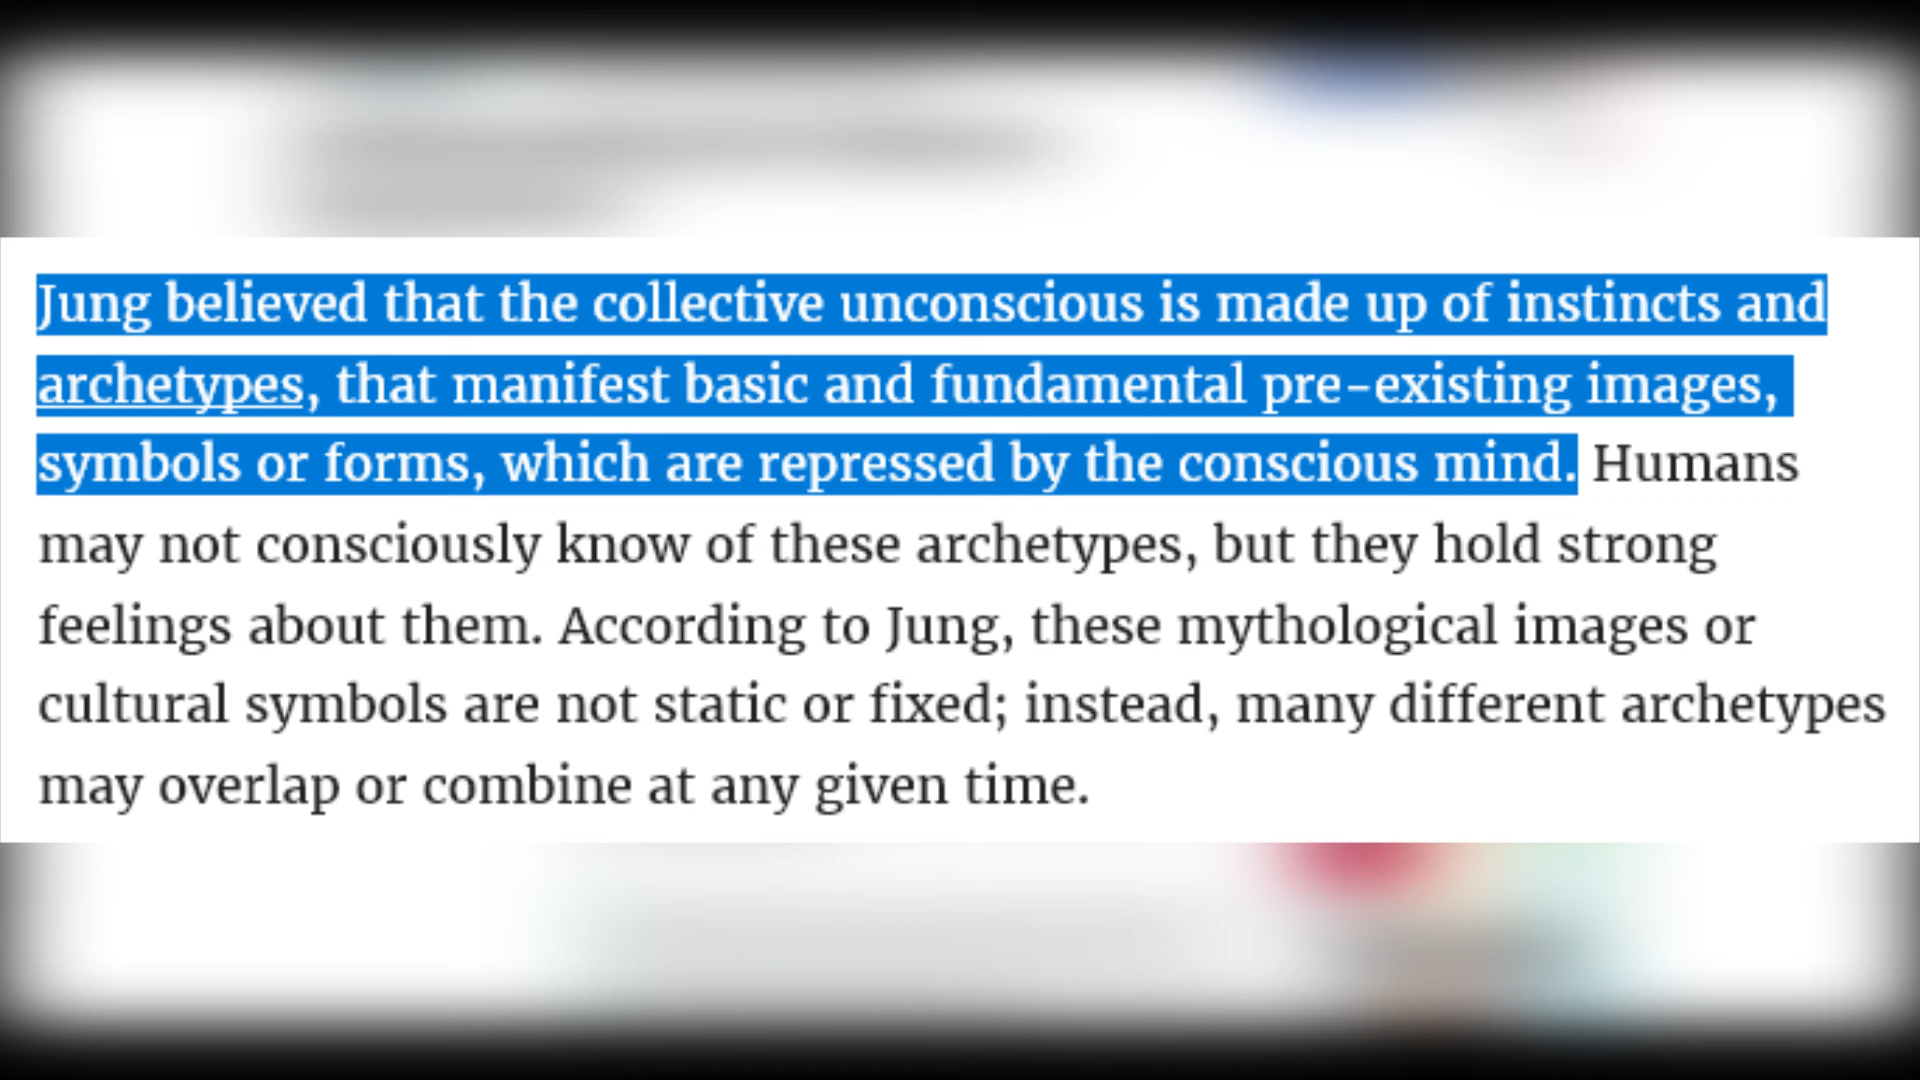 Jung believed that the collective unconscious is made up of instincts and
archetypes, that manifest basic and fundamental pre-existing images,
symbols or forms, which are repressed by the conscious mind. Humans
may not consciously know of these archetypes, but they hold strong
feelings about them. According to Jung, these mythological images or
cultural symbols are not static or fixed; instead, many different archetypes
may overlap or combine at any given time.